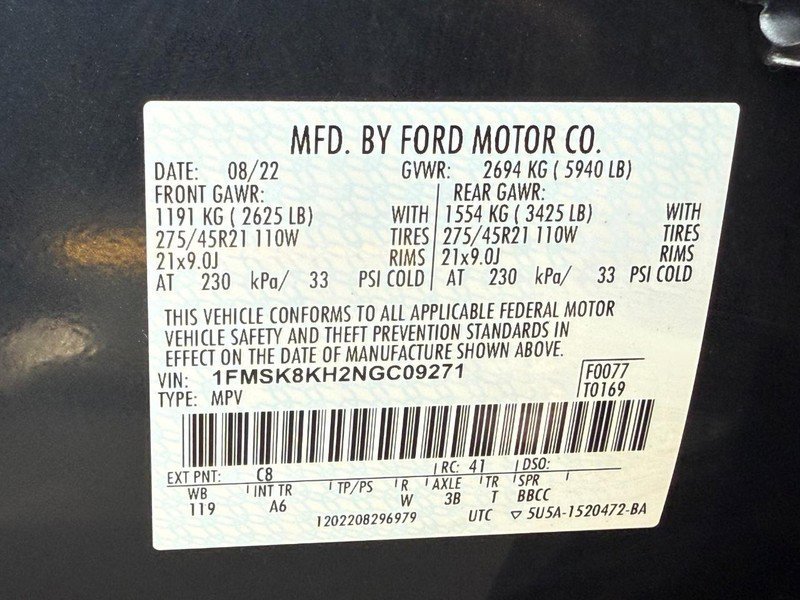 MFD. BY FORD MOTOR CO.
DATE: 08/22 GVWR: 2694 KG ( 5940 LB)
FRONT GAWR: REAR GAWR:
1191 KG ( 2625 LB) WITH 1554 KG ( 3425 LB) WITH
275/45R21 110W TIRES 275/45R21 110W TIRES
21x9.0J RIMS 21x9.0J RIMS
AT 230 kPa/ 33 PSI COLD AT 230 kPa/ 33 PSI COLD
THIS VEHICLE CONFORMS TO ALL APPLICABLE FEDERAL MOTOR
VEHICLE SAFETY AND THEFT PREVENTION STANDARDS IN
EFFECT ON THE DATE OF MANUFACTURE SHOWN ABOVE.
VIN: 1FMSK8KH2NGC09271 F0077
TYPE: MPV T0169
EXT PNT: C8 RC: 41 DSO:
WB INT TR TP/PS R AXLE TR SPR
119 A6 W 3B T BBCC
1202208296979 UTC ▽ 5U5A-1520472-BA